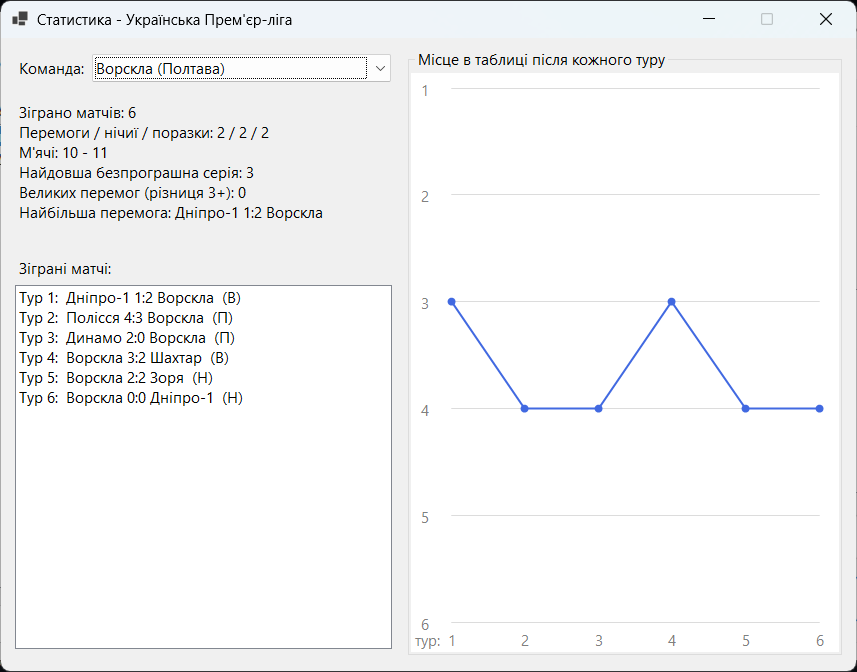 Статистика - Українська Прем'єр-ліга
Команда: Ворскла (Полтава)
Зіграно матчів: 6
Перемоги / нічиї / поразки: 2 / 2 / 2
М'ячі: 10 - 11
Найдовша безпрограшна серія: 3
Великих перемог (різниця 3+): 0
Найбільша перемога: Дніпро-1 1:2 Ворскла
Зіграні матчі:
Тур 1: Дніпро-1 1:2 Ворскла (В)
Тур 2: Полісся 4:3 Ворскла (П)
Тур 3: Динамо 2:0 Ворскла (П)
Тур 4: Ворскла 3:2 Шахтар (В)
Тур 5: Ворскла 2:2 Зоря (Н)
Тур 6: Ворскла 0:0 Дніпро-1 (Н)
Місце в таблиці після кожного туру
1
2
3
4
5
6
тур: 1 2 3 4 5 6